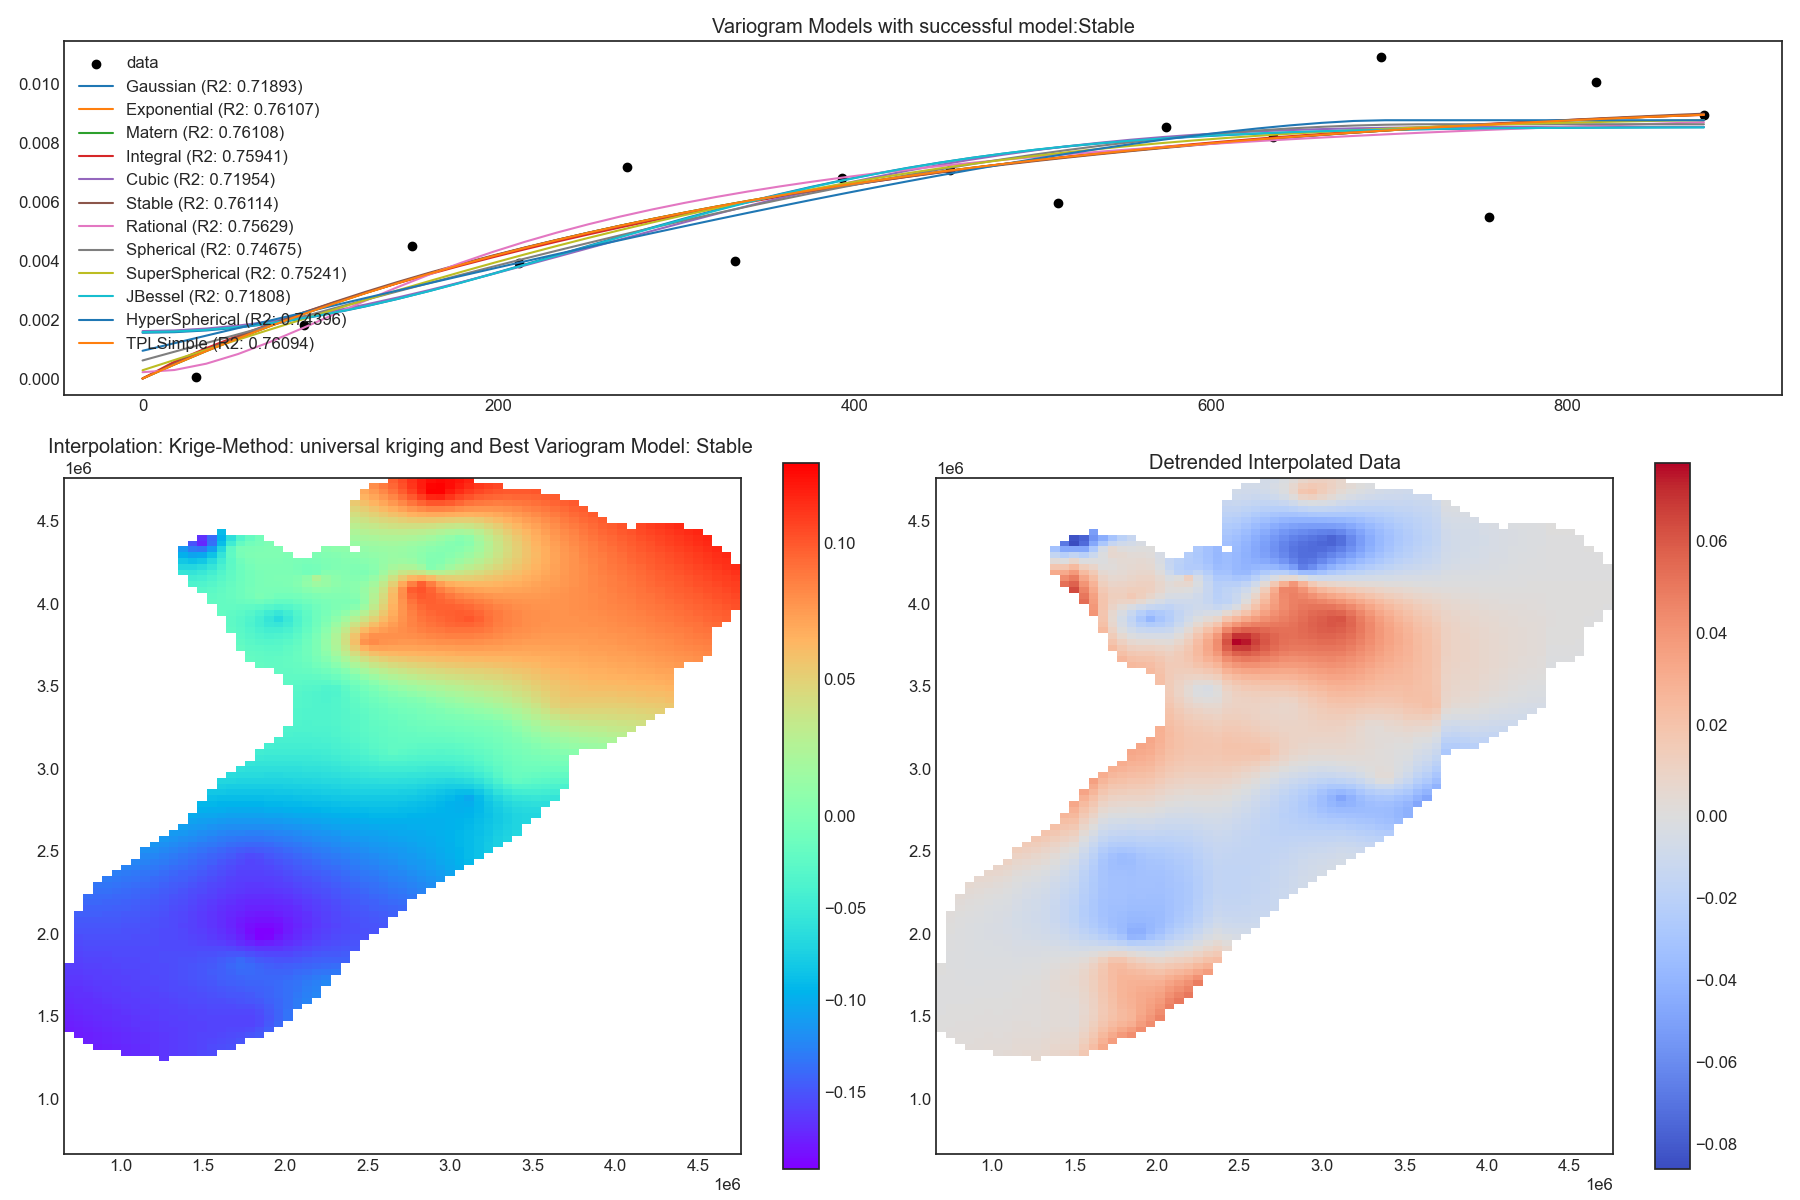 Variogram Models with successful model:Stable
data
Gaussian (R2: 0.71893)
Exponential (R2: 0.76107)
Matern (R2: 0.76108)
Integral (R2: 0.75941)
Cubic (R2: 0.71954)
Stable (R2: 0.76114)
Rational (R2: 0.75629)
Spherical (R2: 0.74675)
SuperSpherical (R2: 0.75241)
JBessel (R2: 0.71808)
HyperSpherical (R2: 0.74396)
TPLSimple (R2: 0.76094)
0.010
0.008
0.006
0.004
0.002
0.000
0 200 400 600 800
Interpolation: Krige-Method: universal kriging and Best Variogram Model: Stable
1e6
4.5
4.0
3.5
3.0
2.5
2.0
1.5
1.0
1.0 1.5 2.0 2.5 3.0 3.5 4.0 4.5
1e6
0.10
0.05
0.00
−0.05
−0.10
−0.15
Detrended Interpolated Data
1e6
4.5
4.0
3.5
3.0
2.5
2.0
1.5
1.0
1.0 1.5 2.0 2.5 3.0 3.5 4.0 4.5
1e6
0.06
0.04
0.02
0.00
−0.02
−0.04
−0.06
−0.08